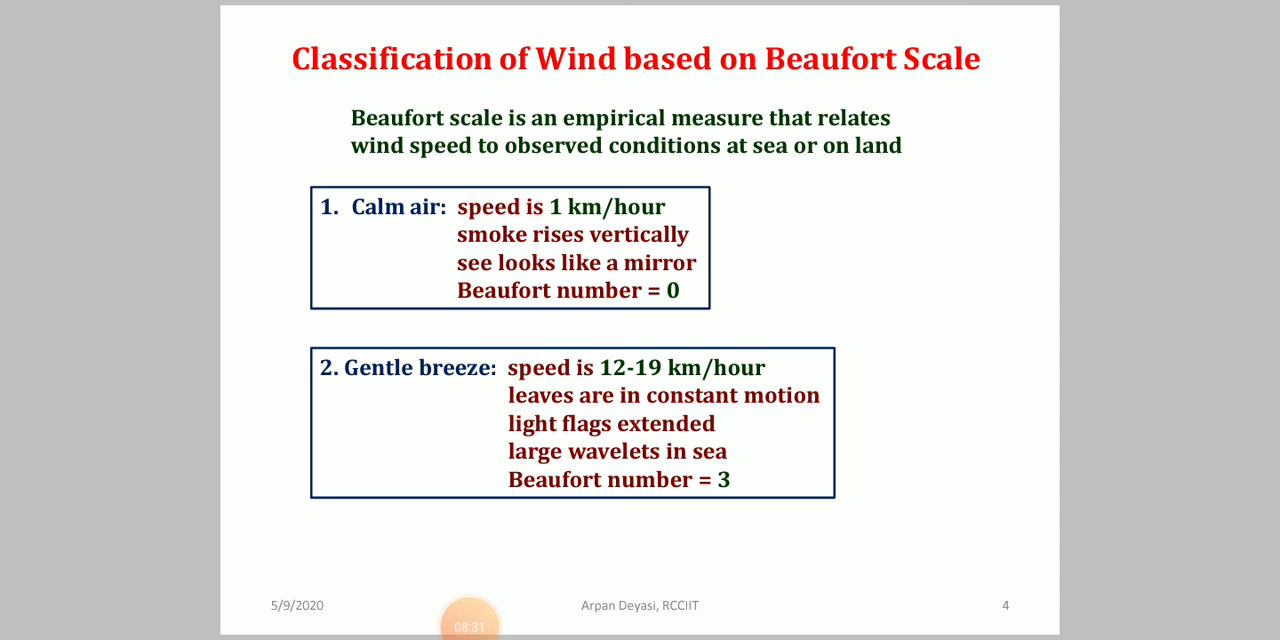 Classification of Wind based on Beaufort Scale
Beaufort scale is an empirical measure that relates
wind speed to observed conditions at sea or on land
1. Calm air: speed is 1 km/hour
smoke rises vertically
see looks like a mirror
Beaufort number = 0
2. Gentle breeze: speed is 12-19 km/hour
leaves are in constant motion
light flags extended
large wavelets in sea
Beaufort number = 3
5/9/2020
Arpan Deyasi, RCCIIT
4
08:31